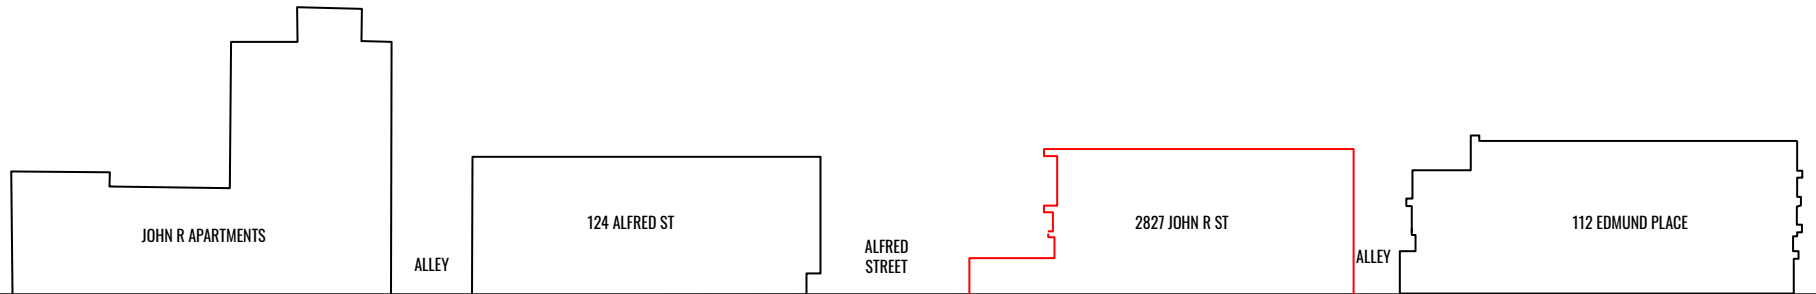 JOHN R APARTMENTS
ALLEY
124 ALFRED ST
ALFRED
STREET
2827 JOHN R ST
ALLEY
112 EDMUND PLACE